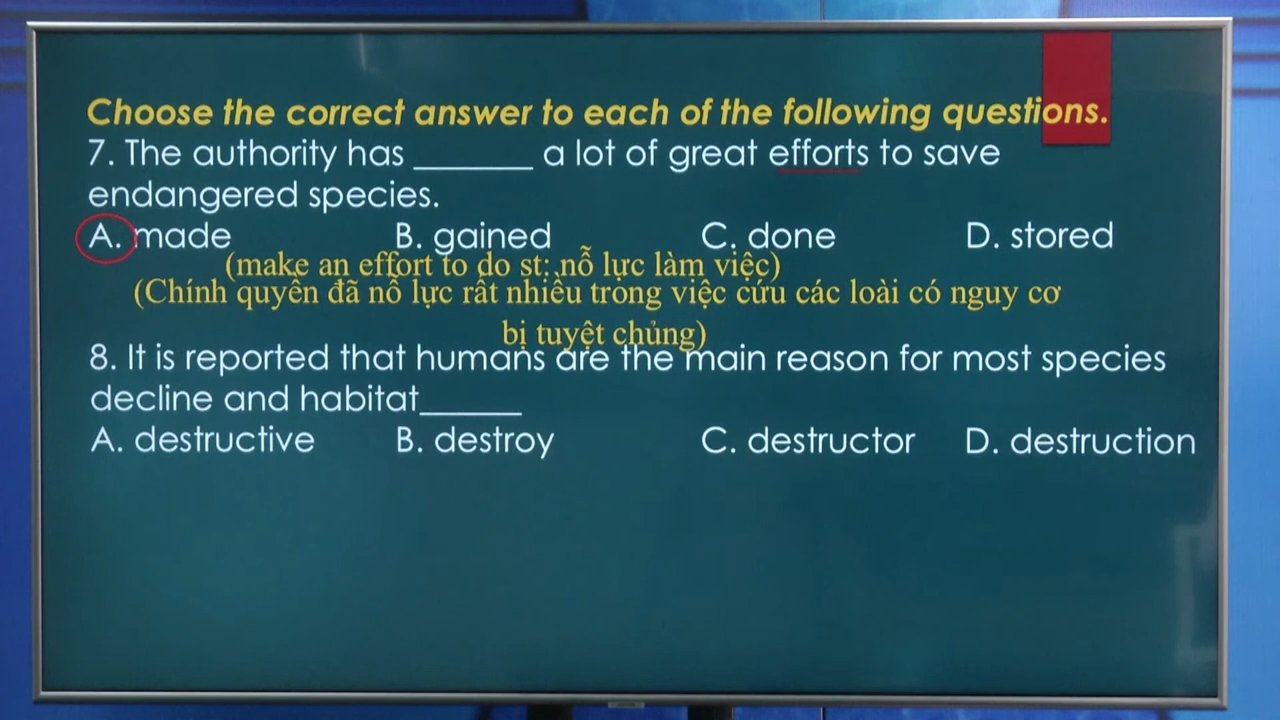 Choose the correct answer to each of the following questions.
7. The authority has _______ a lot of great efforts to save
endangered species.
A. made B. gained C. done D. stored
(make an effort to do st: nỗ lực làm việc)
(Chính quyền đã nỗ lực rất nhiều trong việc cứu các loài có nguy cơ
bị tuyệt chủng)
8. It is reported that humans are the main reason for most species
decline and habitat______
A. destructive B. destroy C. destructor D. destruction